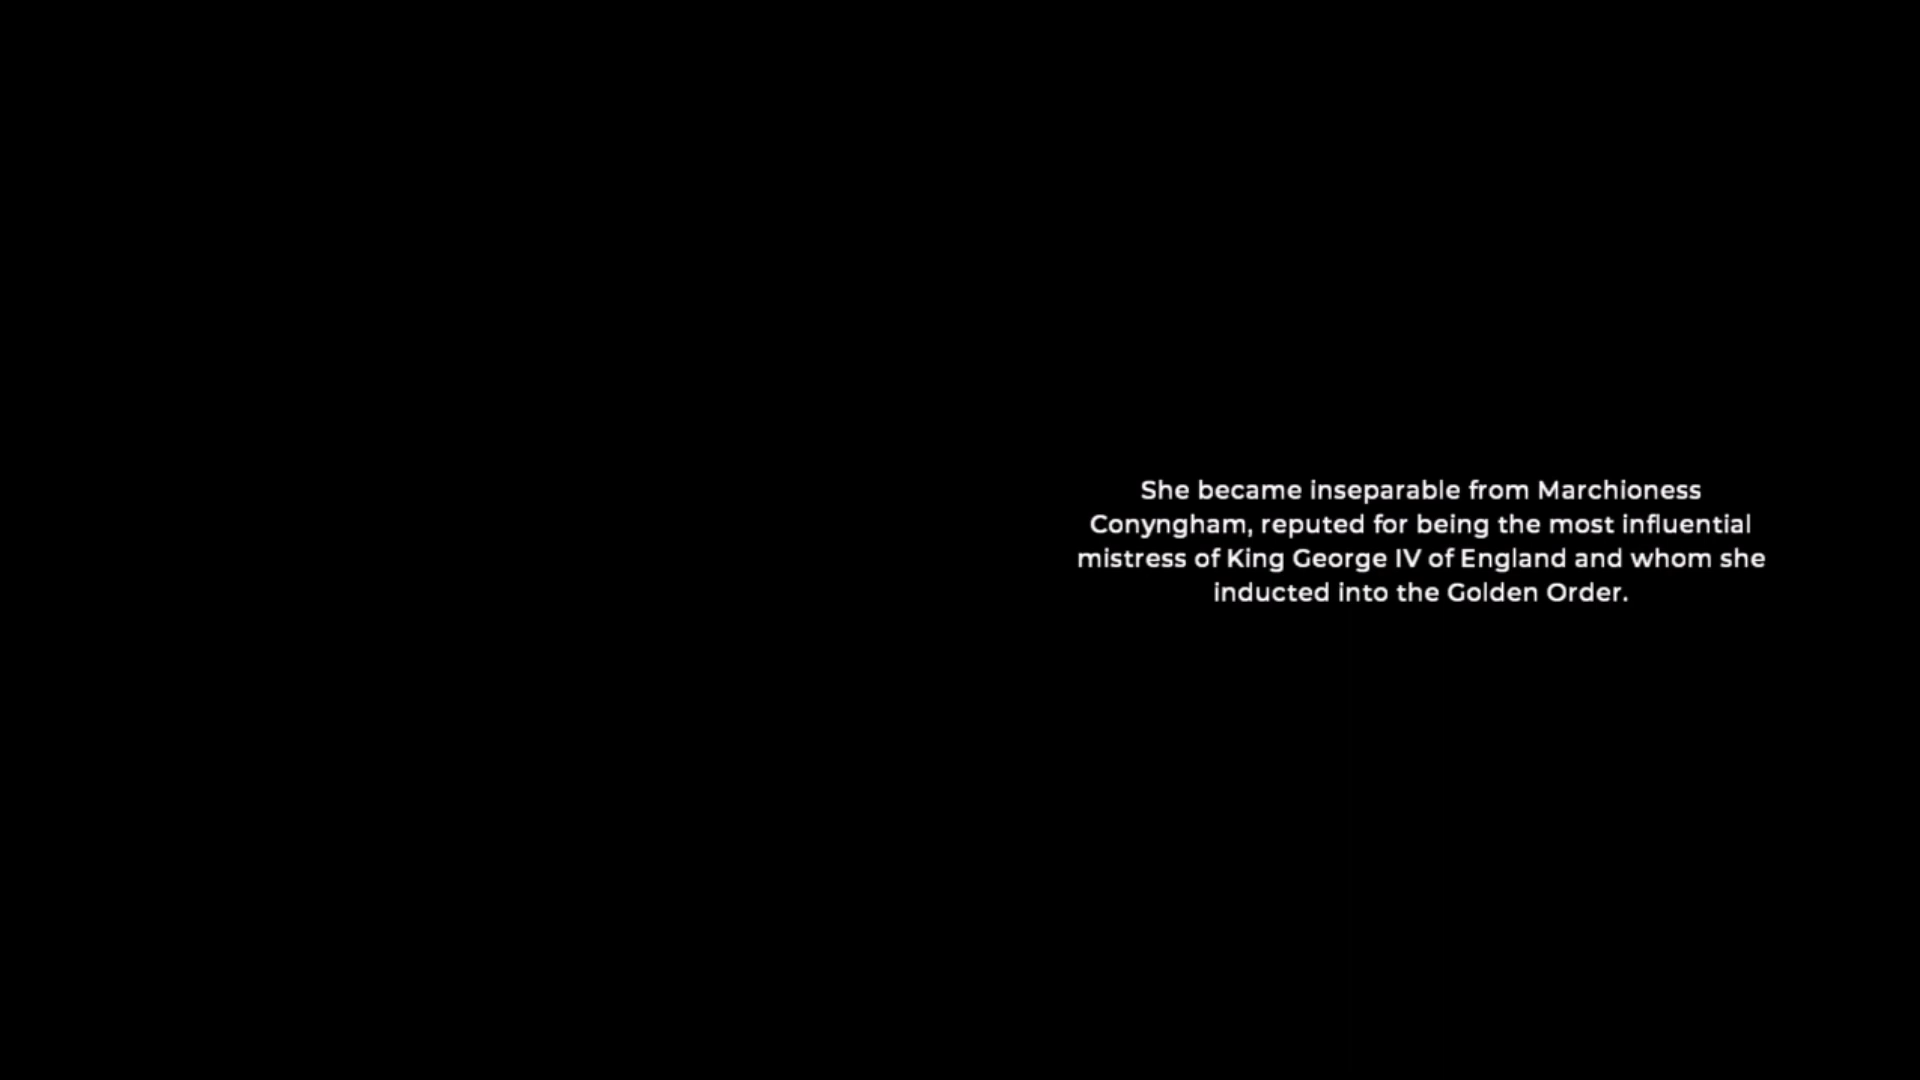 She became inseparable from Marchioness
Conyngham, reputed for being the most influential
mistress of King George IV of England and whom she
inducted into the Golden Order.